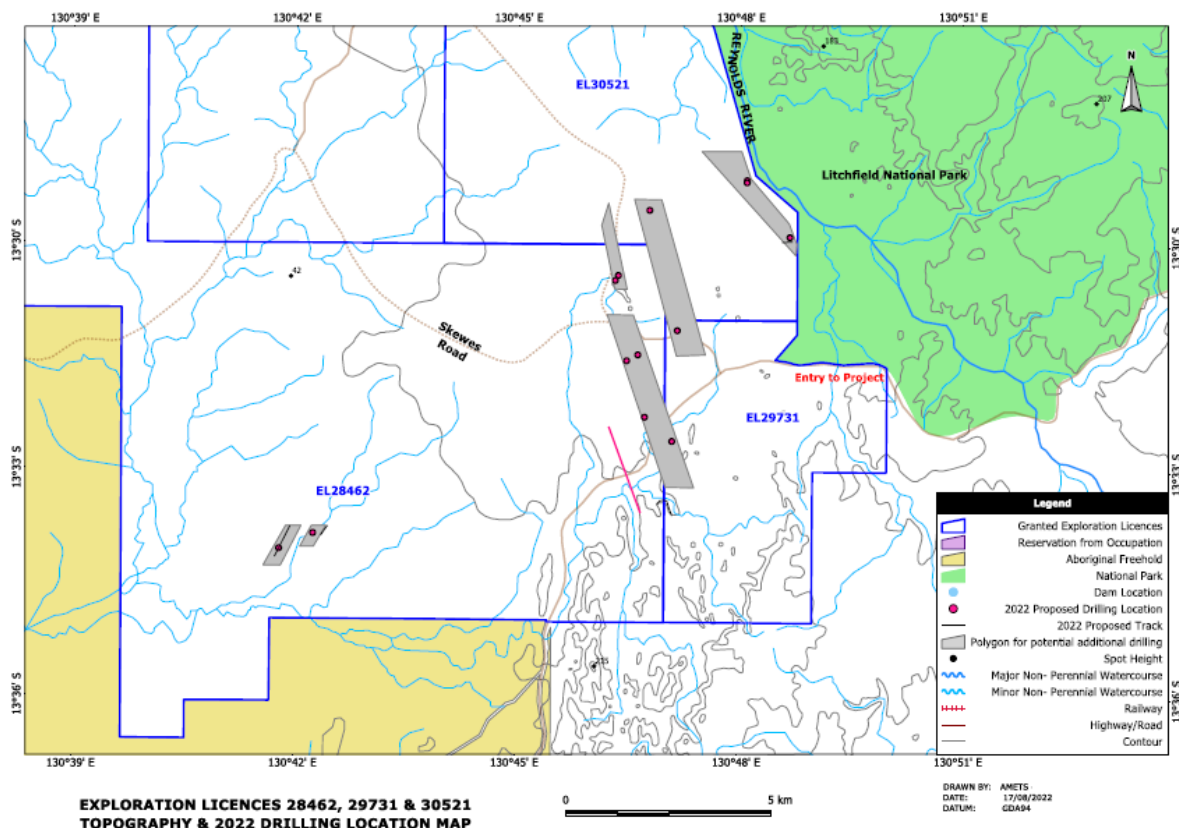 130°39' E 130°42' E 130°45' E 130°48' E 130°51' E
REYNOLDS RIVER
181
N
EL30521
207
Litchfield National Park
13°30' S
13°30' S
42
Skewes
Road
Entry to Project
EL29731
13°33' S
13°33' S
EL28462
13°36' S
13°36' S
Legend
Granted Exploration Licences
Reservation from Occupation
Aboriginal Freehold
National Park
Dam Location
2022 Proposed Drilling Location
2022 Proposed Track
Polygon for potential additional drilling
Spot Height
Major Non- Perennial Watercourse
Minor Non- Perennial Watercourse
Railway
Highway/Road
Contour
130°39' E 130°42' E 130°45' E 130°48' E 130°51' E
EXPLORATION LICENCES 28462, 29731 & 30521
TOPOGRAPHY & 2022 DRILLING LOCATION MAP
0 5 km
DRAWN BY: AMETS
DATE: 17/08/2022
DATUM: GDA94